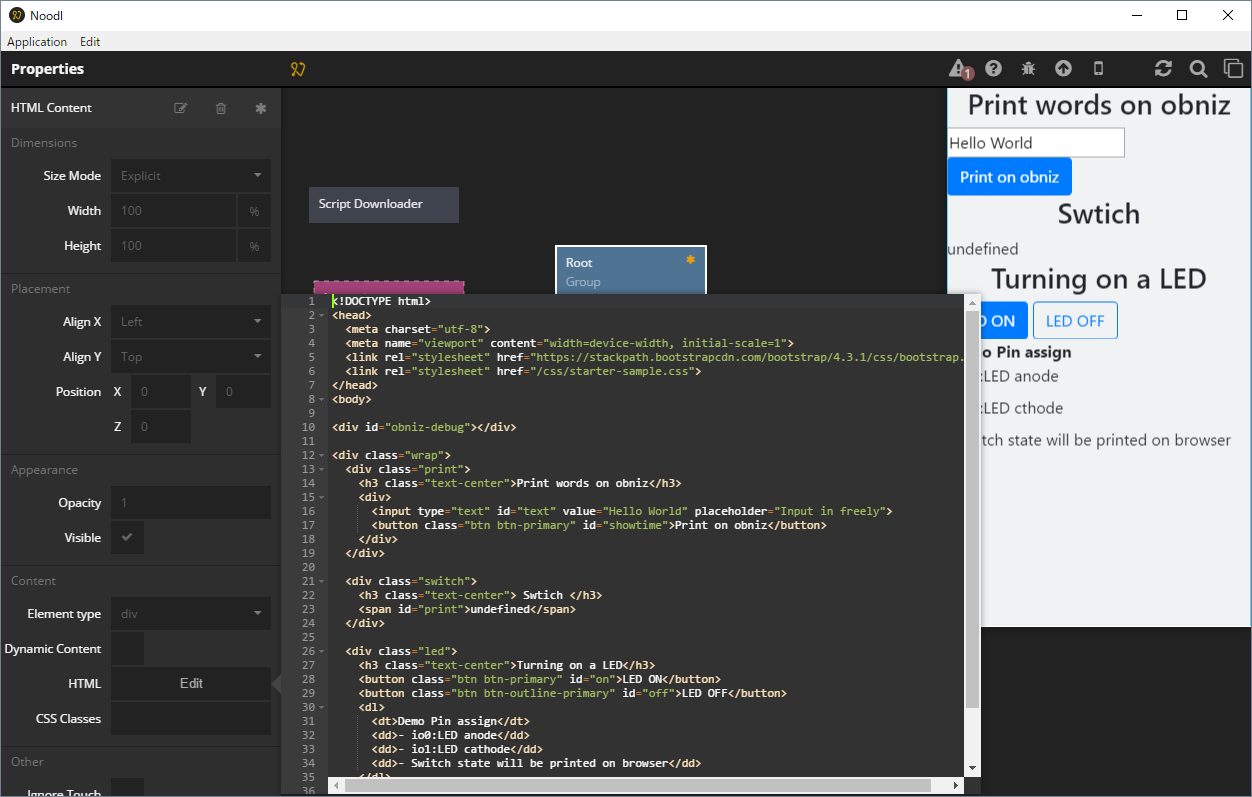 Noodl
Application Edit
Properties
1
HTML Content
Dimensions
Size Mode Explicit
Width 100 %
Height 100 %
Placement
Align X Left
Align Y Top
Position X 0 Y 0
Z 0
Appearance
Opacity 1
Visible
Content
Element type div
Dynamic Content
HTML Edit
CSS Classes
Other
Ignore Touch
Script Downloader
Root
Group
1 <!DOCTYPE html>
2 <head>
3 <meta charset="utf-8">
4 <meta name="viewport" content="width=device-width, initial-scale=1">
5 <link rel="stylesheet" href="https://stackpath.bootstrapcdn.com/bootstrap/4.3.1/css/bootstrap.
6 <link rel="stylesheet" href="/css/starter-sample.css">
7 </head>
8 <body>
9
10 <div id="obniz-debug"></div>
11
12 <div class="wrap">
13 <div class="print">
14 <h3 class="text-center">Print words on obniz</h3>
15 <div>
16 <input type="text" id="text" value="Hello World" placeholder="Input in freely">
17 <button class="btn btn-primary" id="showtime">Print on obniz</button>
18 </div>
19 </div>
20
21 <div class="switch">
22 <h3 class="text-center"> Swtich </h3>
23 <span id="print">undefined</span>
24 </div>
25
26 <div class="led">
27 <h3 class="text-center">Turning on a LED</h3>
28 <button class="btn btn-primary" id="on">LED ON</button>
29 <button class="btn btn-outline-primary" id="off">LED OFF</button>
30 <dl>
31 <dt>Demo Pin assign</dt>
32 <dd>- io0:LED anode</dd>
33 <dd>- io1:LED cathode</dd>
34 <dd>- Switch state will be printed on browser</dd>
35 </dl>
36
Print words on obniz
Hello World
Print on obniz
Swtich
undefined
Turning on a LED
D ON LED OFF
o Pin assign
:LED anode
:LED cthode
tch state will be printed on browser